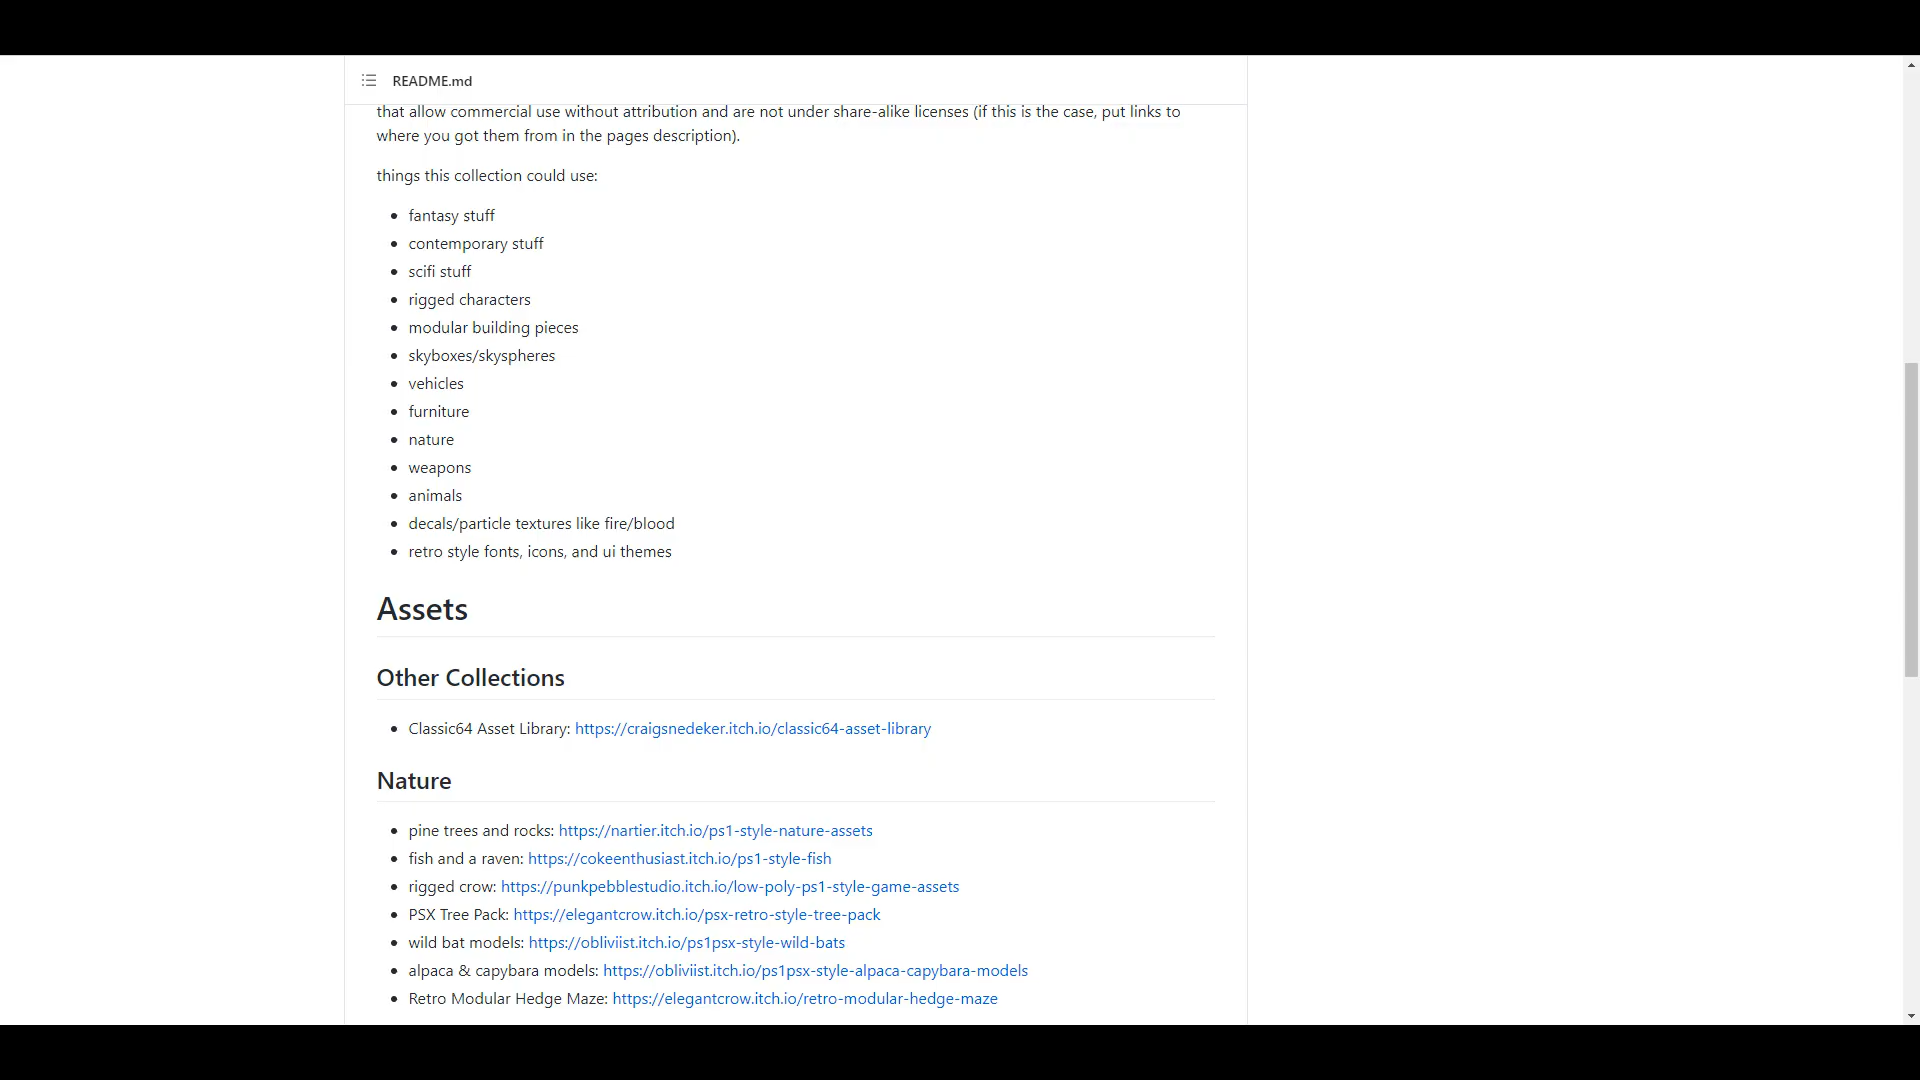 README.md
that allow commercial use without attribution and are not under share-alike licenses (if this is the case, put links to
where you got them from in the pages description).
things this collection could use:
fantasy stuff
contemporary stuff
scifi stuff
rigged characters
modular building pieces
skyboxes/skyspheres
vehicles
furniture
nature
weapons
animals
decals/particle textures like fire/blood
retro style fonts, icons, and ui themes
Assets
Other Collections
Classic64 Asset Library: https://craigsnedeker.itch.io/classic64-asset-library
Nature
pine trees and rocks: https://nartier.itch.io/ps1-style-nature-assets
fish and a raven: https://cokeenthusiast.itch.io/ps1-style-fish
rigged crow: https://punkpebblestudio.itch.io/low-poly-ps1-style-game-assets
PSX Tree Pack: https://elegantcrow.itch.io/psx-retro-style-tree-pack
wild bat models: https://obliviist.itch.io/ps1psx-style-wild-bats
alpaca & capybara models: https://obliviist.itch.io/ps1psx-style-alpaca-capybara-models
Retro Modular Hedge Maze: https://elegantcrow.itch.io/retro-modular-hedge-maze